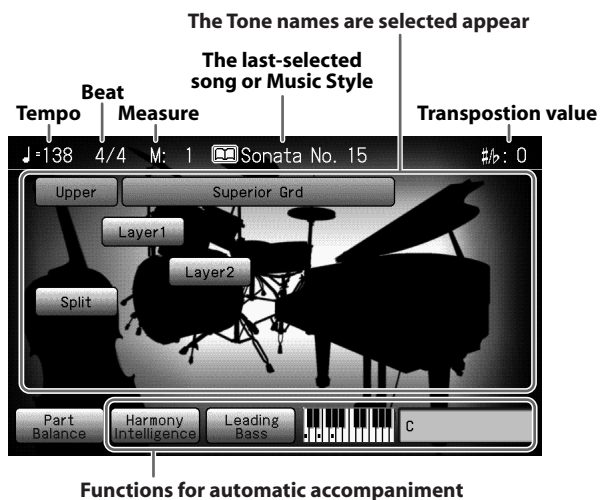 The Tone names are selected appear
The last-selected
song or Music Style
Beat
Tempo
Measure
Transpostion value
♩=138 4/4 M: 1 Sonata No. 15 ♯/♭: 0
Upper
Superior Grd
Layer1
Layer2
Split
Part
Balance
Harmony
Intelligence
Leading
Bass
C
Functions for automatic accompaniment